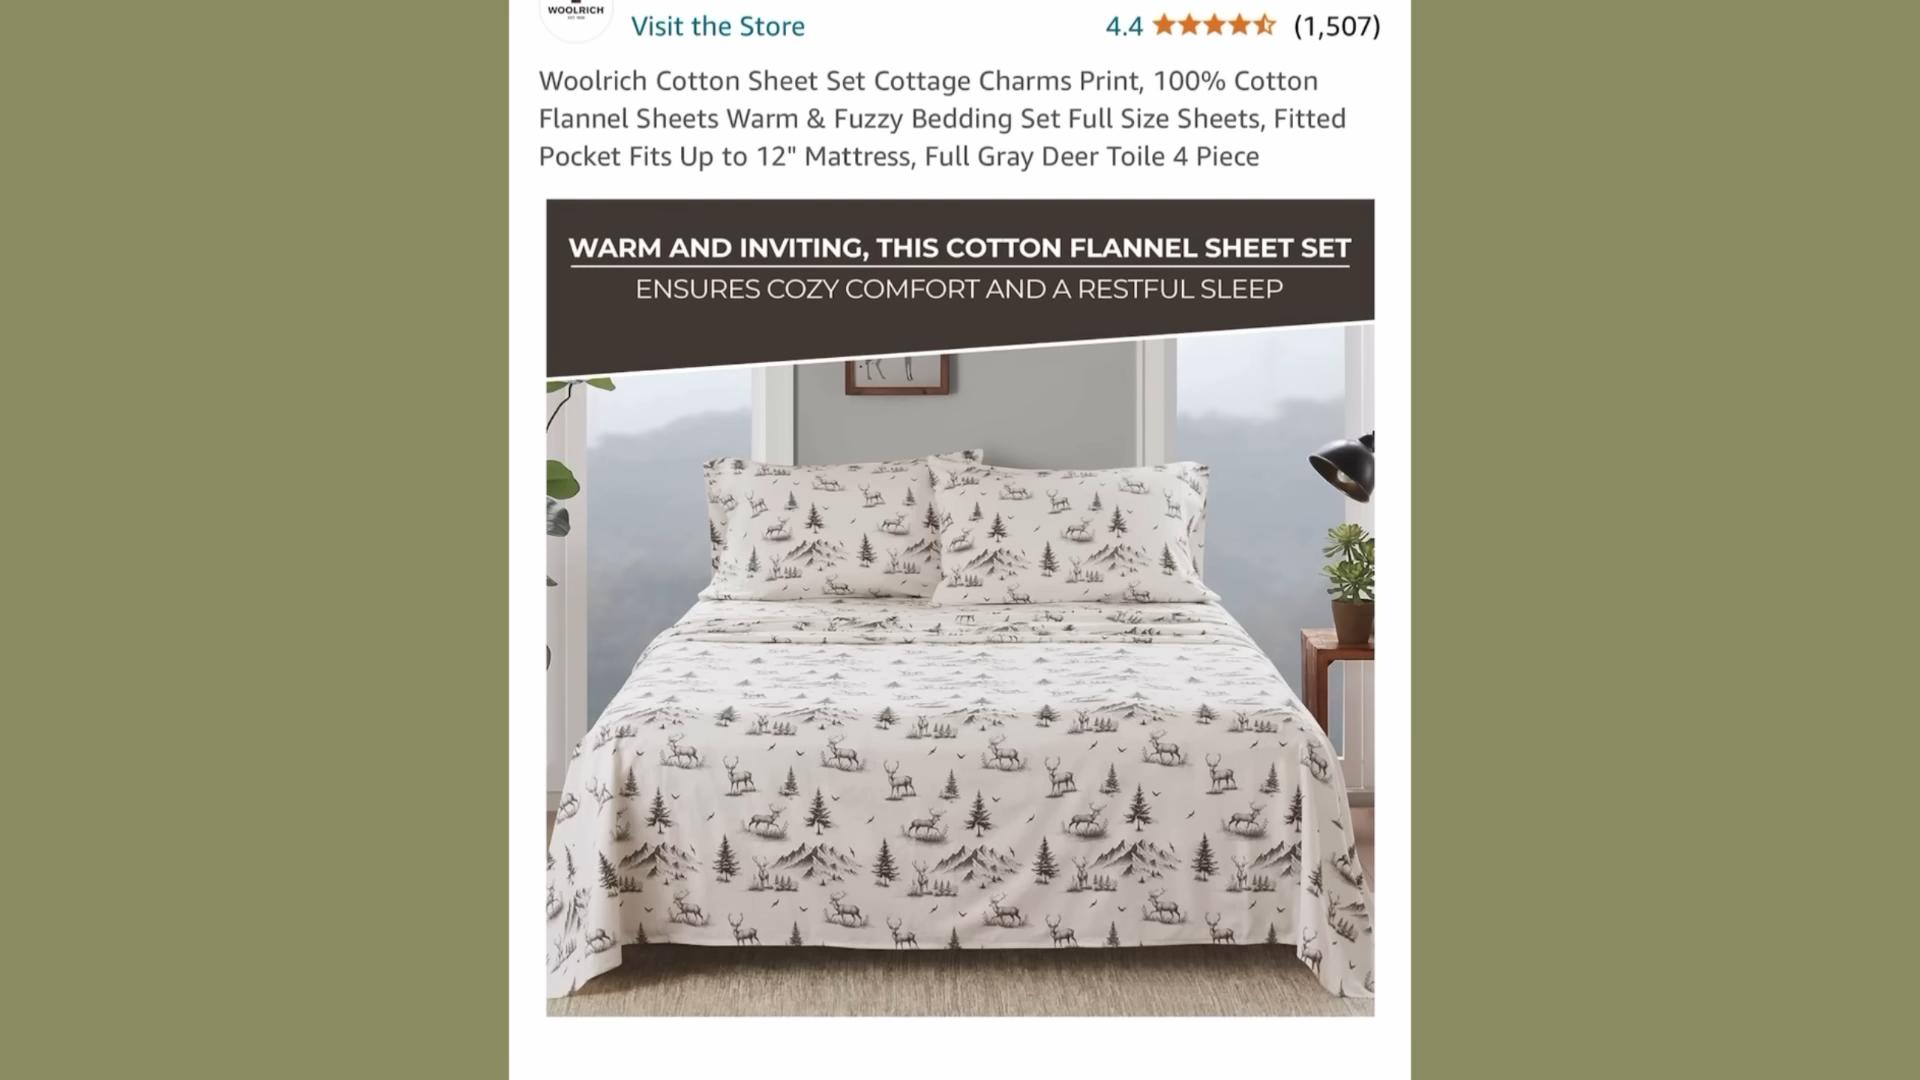 WOOLRICH
Visit the Store
4.4
(1,507)
Woolrich Cotton Sheet Set Cottage Charms Print, 100% Cotton
Flannel Sheets Warm & Fuzzy Bedding Set Full Size Sheets, Fitted
Pocket Fits Up to 12" Mattress, Full Gray Deer Toile 4 Piece
WARM AND INVITING, THIS COTTON FLANNEL SHEET SET
ENSURES COZY COMFORT AND A RESTFUL SLEEP